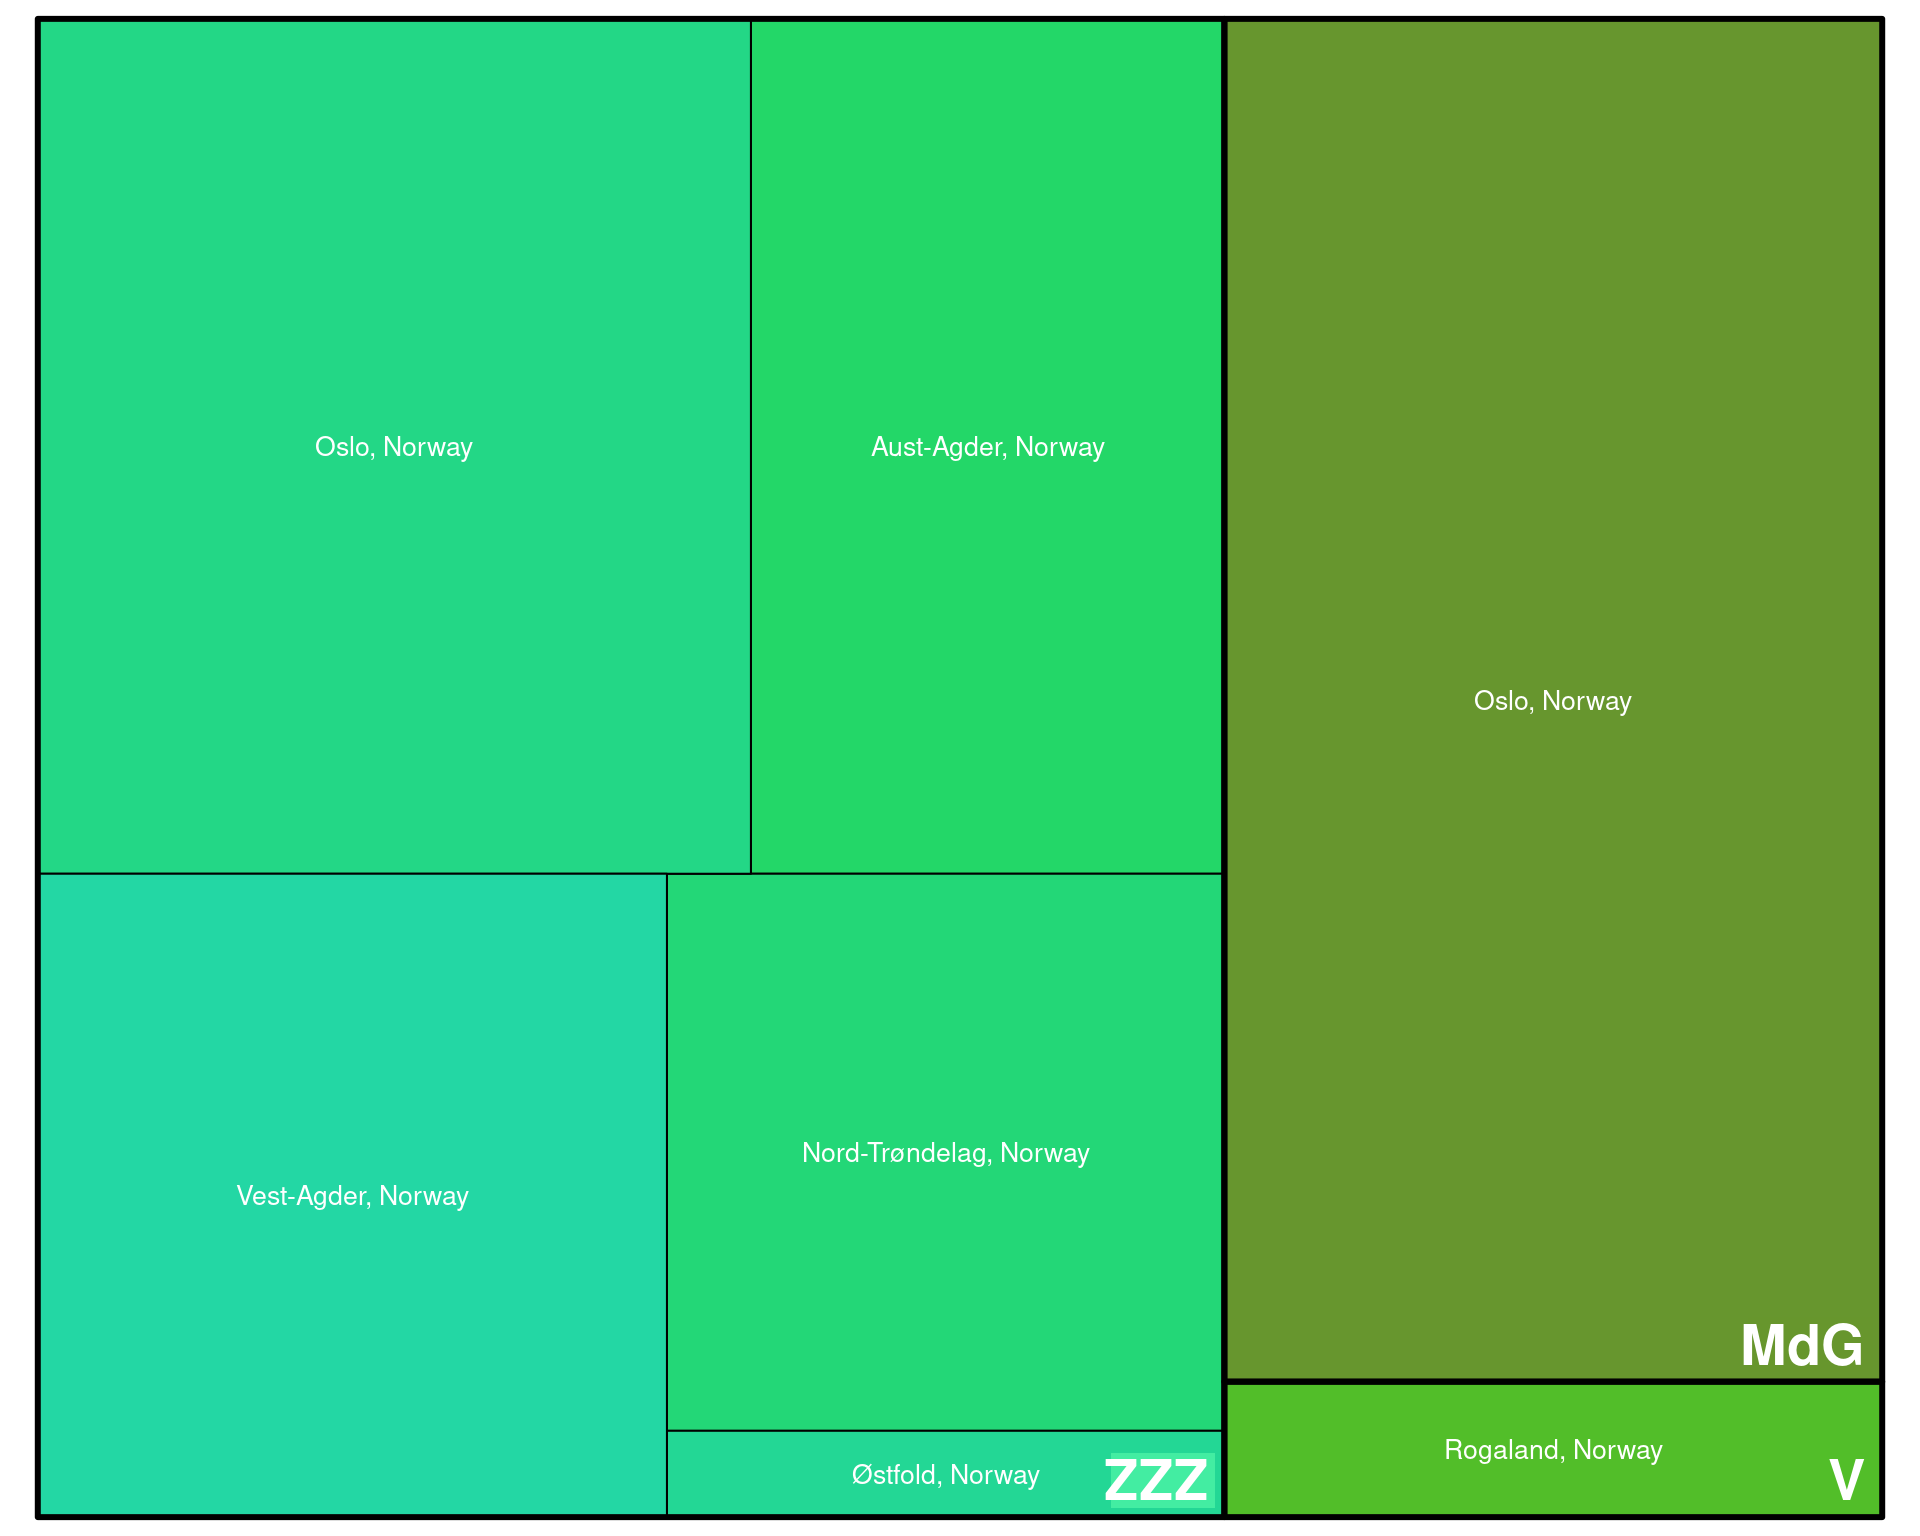 Oslo, Norway
Aust-Agder, Norway
Oslo, Norway
Nord-Trøndelag, Norway
Vest-Agder, Norway
MdG
Rogaland, Norway
Østfold, Norway
ZZZ
V